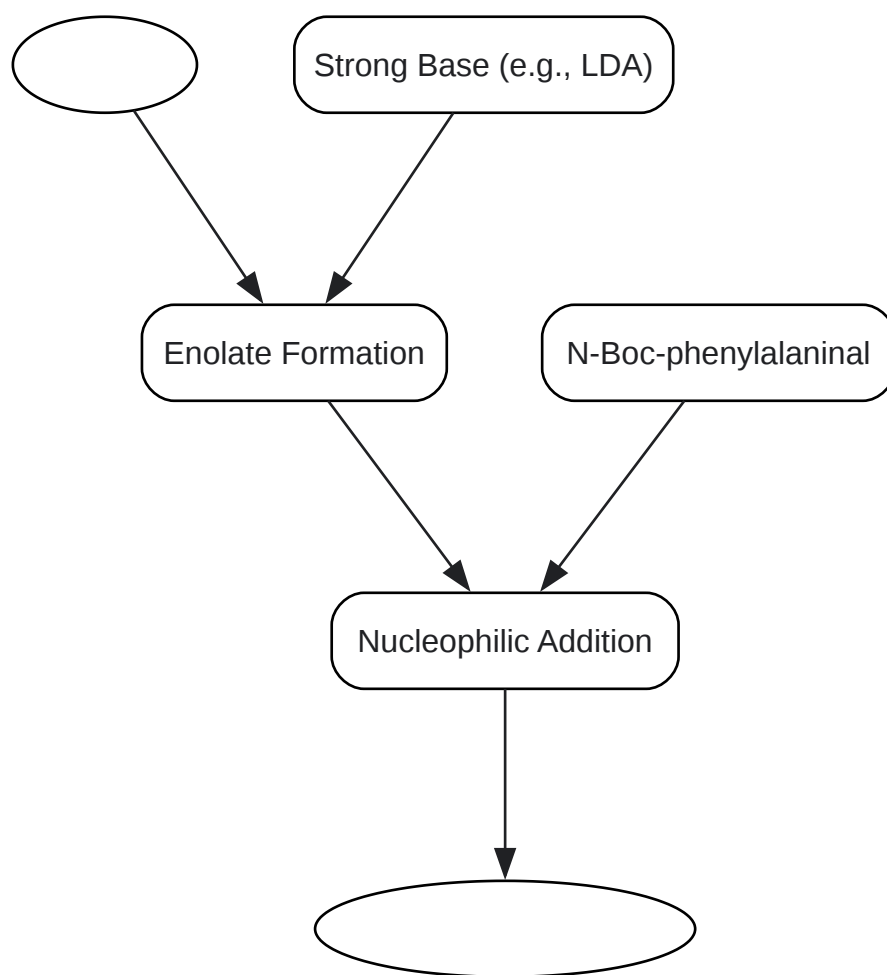 Strong Base (e.g., LDA)
Enolate Formation
N-Boc-phenylalaninal
Nucleophilic Addition